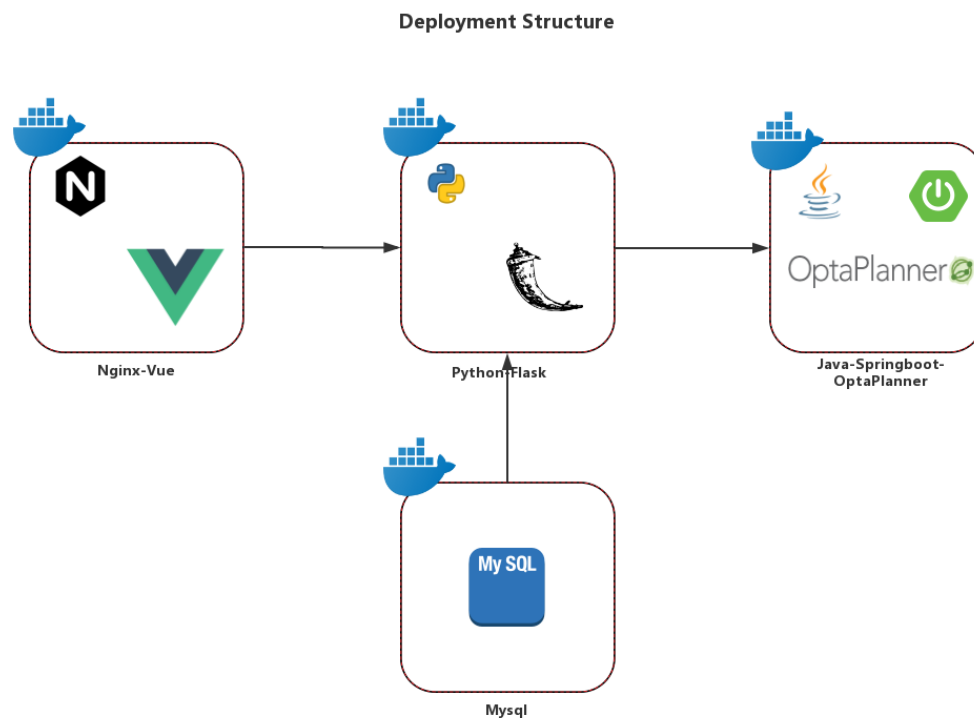 Deployment Structure
N
Nginx-Vue
Python-Flask
OptaPlanner
Java-Springboot-
OptaPlanner
My SQL
Mysql